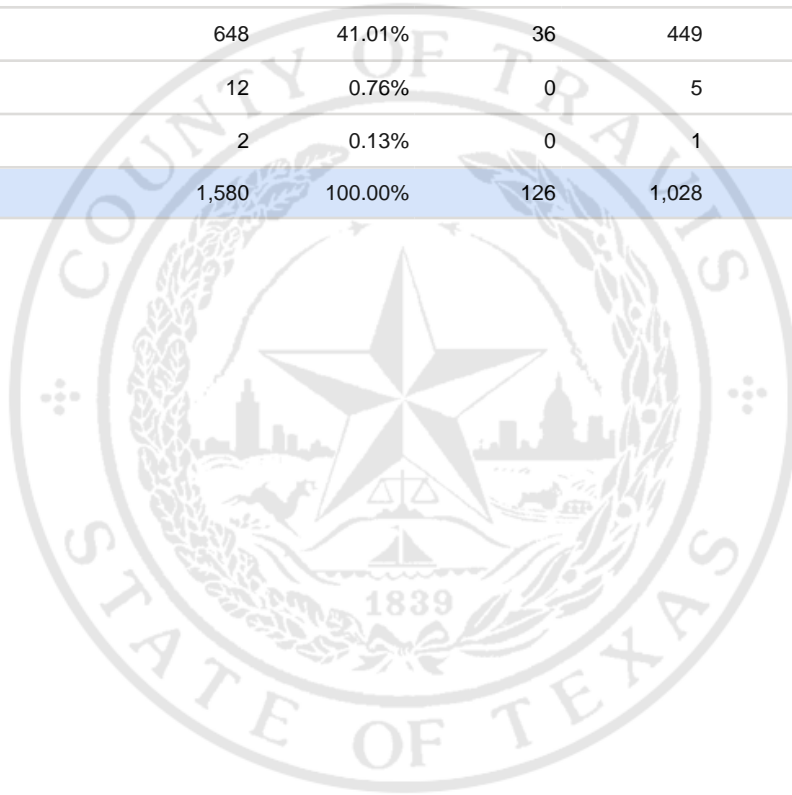 648 41.01% 36 449
12 0.76% 0 5
2 0.13% 0 1
1,580 100.00% 126 1,028
COUNTY OF TRAVIS
1839
STATE OF TEXAS